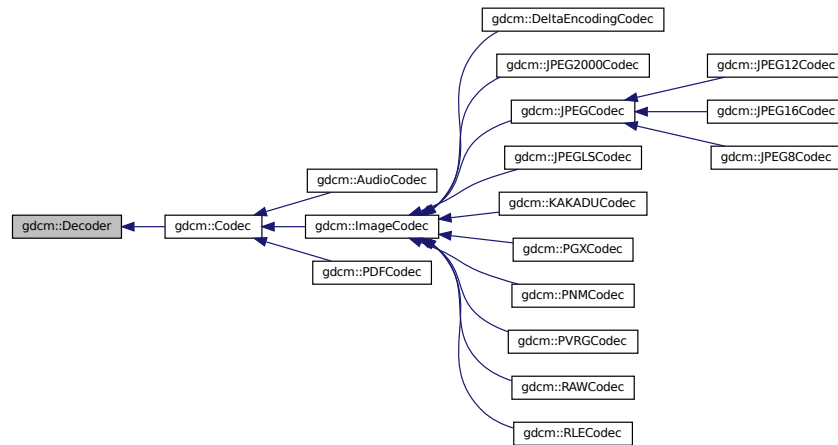 gdcm::DeltaEncodingCodec
gdcm::JPEG2000Codec
gdcm::JPEG12Codec
gdcm::JPEGCodec
gdcm::JPEG16Codec
gdcm::JPEG8Codec
gdcm::JPEGLSCodec
gdcm::AudioCodec
gdcm::KAKADUCodec
gdcm::Decoder
gdcm::Codec
gdcm::ImageCodec
gdcm::PGXCodec
gdcm::PDFCodec
gdcm::PNMCodec
gdcm::PVRGCodec
gdcm::RAWCodec
gdcm::RLECodec